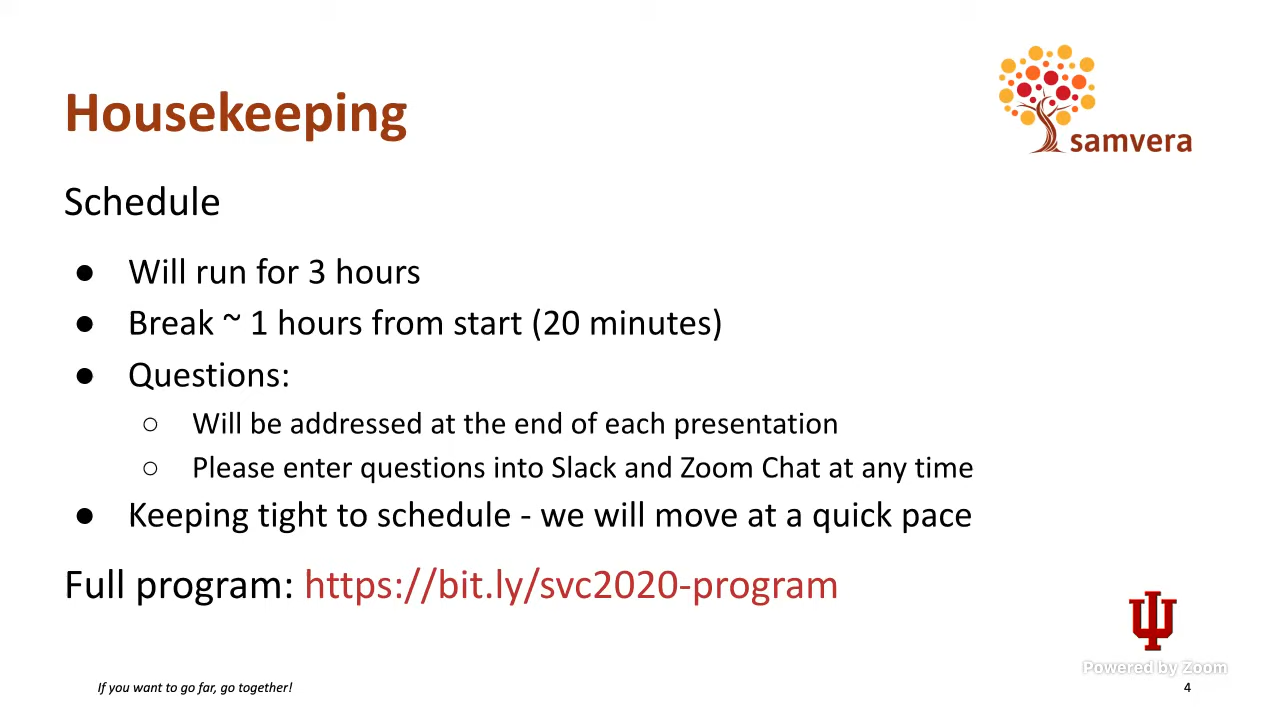 Housekeeping
samvera
Schedule
● Will run for 3 hours
● Break ~ 1 hours from start (20 minutes)
● Questions:
○ Will be addressed at the end of each presentation
○ Please enter questions into Slack and Zoom Chat at any time
● Keeping tight to schedule - we will move at a quick pace
Full program: https://bit.ly/svc2020-program
Powered by Zoom
If you want to go far, go together!
4